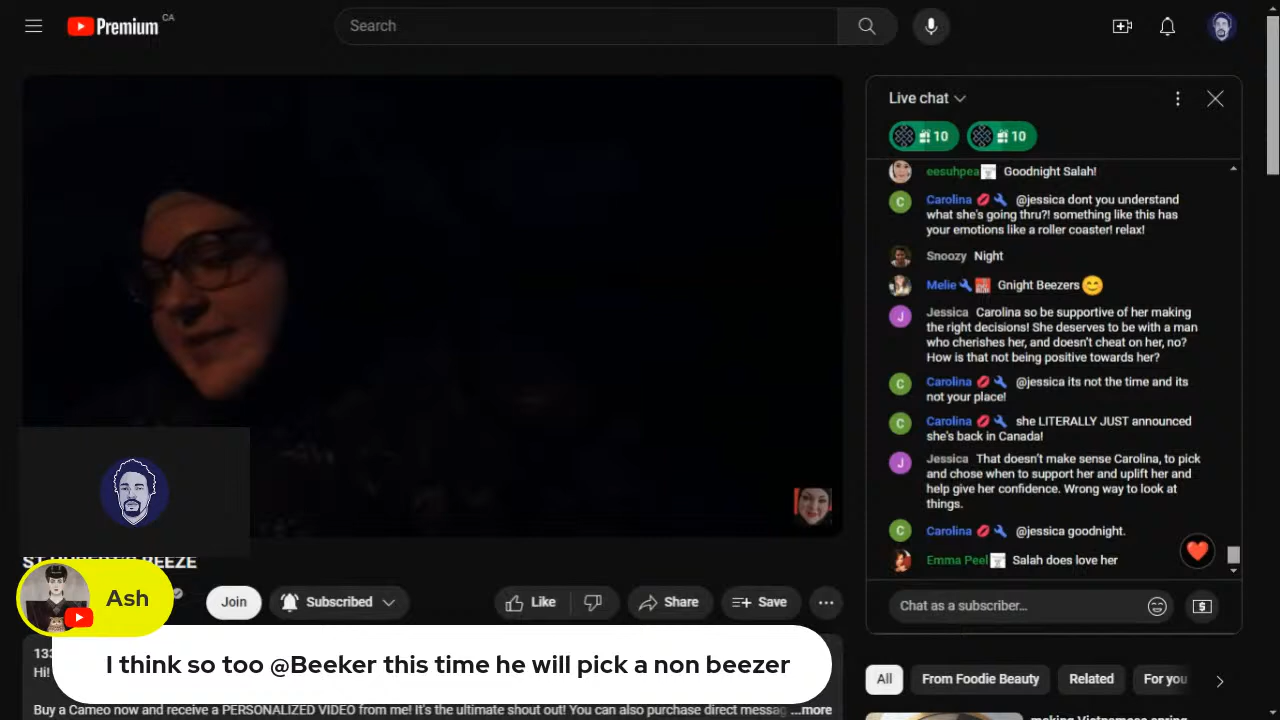 Premium CA
Search
Live chat
10 10
eesuhpea Goodnight Salah!
Carolina @jessica dont you understand
what she's going thru?! something like this has
your emotions like a roller coaster! relax!
Snoozy Night
Melie Gnight Beezers
Jessica Carolina so be supportive of her making
the right decisions! She deserves to be with a man
who cherishes her, and doesn't cheat on her, no?
How is that not being positive towards her?
Carolina @jessica its not the time and its
not your place!
Carolina she LITERALLY JUST announced
she's back in Canada!
Jessica That doesn't make sense Carolina, to pick
and chose when to support her and uplift her and
help give her confidence. Wrong way to look at
things.
Carolina @jessica goodnight.
Emma Peel Salah does love her
Chat as a subscriber...
Join
Subscribed
Like
Share
Save
Ash
I think so too @Beeker this time he will pick a non beezer
133
Hi!
Buy a Cameo now and receive a PERSONALIZED VIDEO from me! It's the ultimate shout out! You can also purchase direct messag ...more
All
From Foodie Beauty
Related
For you
making Vietnamese spring